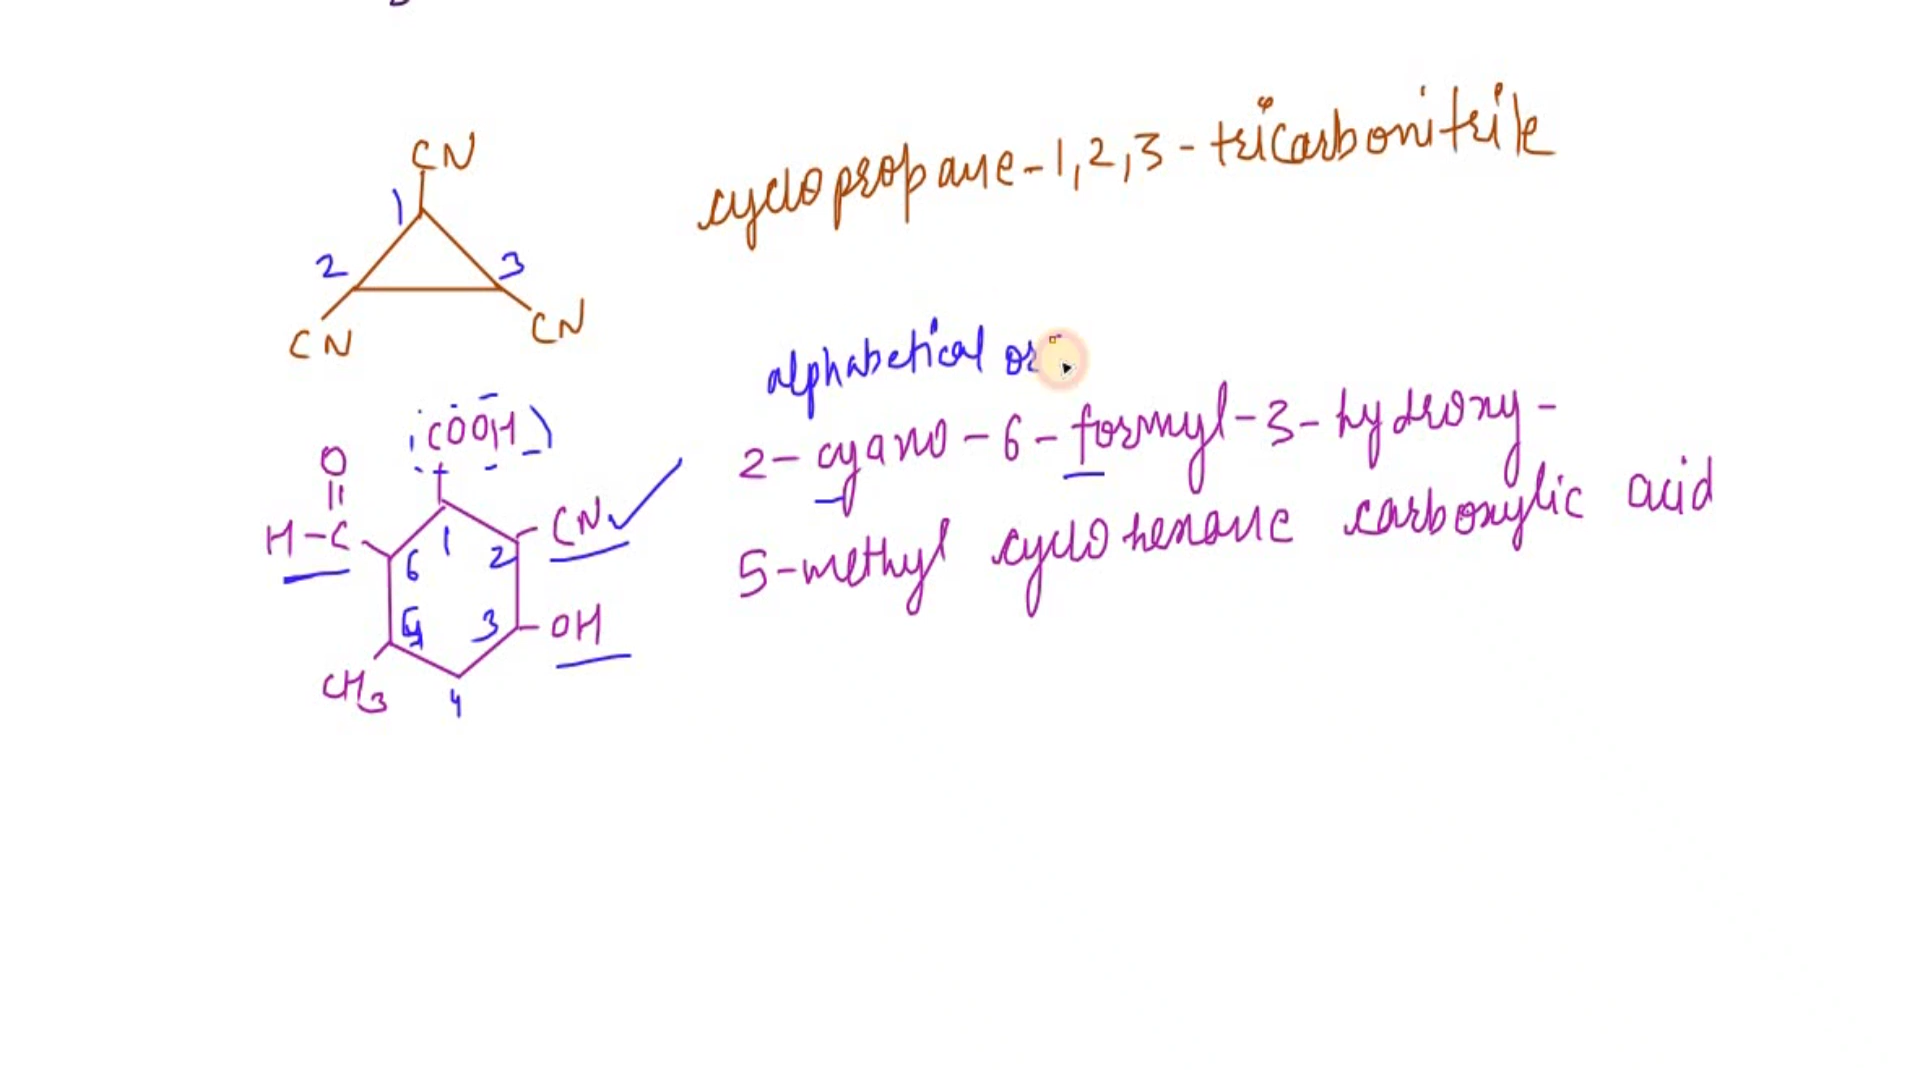 CN
1
cyclopropane-1,2,3-tricarbonitrile
2
3
CN
CN
alphabetical or
COOH
2-cyano-6-formyl-3-hydroxy-
O
H-C
CN
1
2
6
5-methyl cyclohexane carboxylic acid
5
3
OH
CH3
4